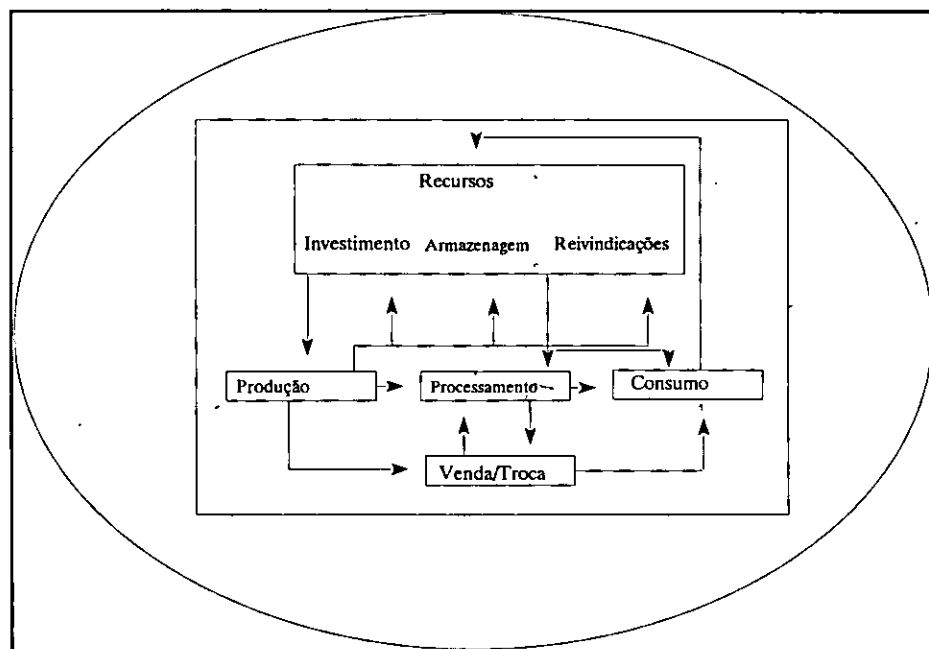 Recursos
Investimento Armazenagem Reivindicações
Produção Processamento Consumo
Venda/Troca